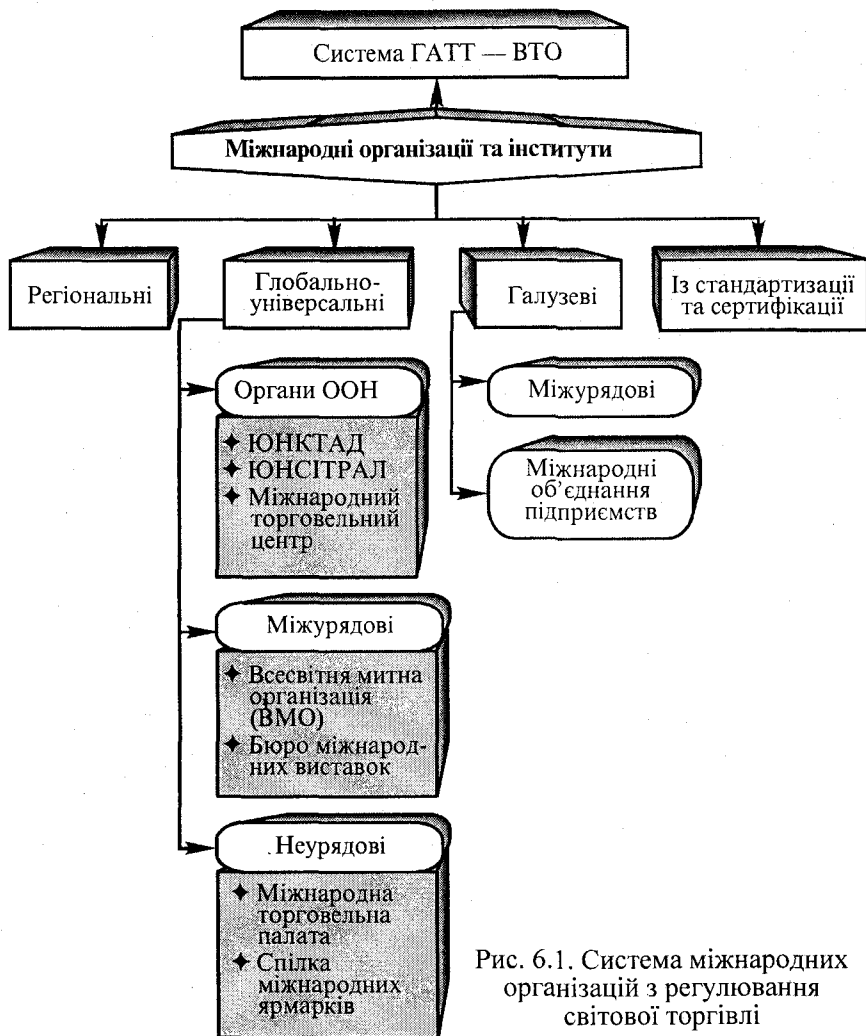 Система ГАТТ — ВТО
Міжнародні організації та інститути
Регіональні
Глобально-
універсальні
Галузеві
Із стандартизації
та сертифікації
Органи ООН
✦ ЮНКТАД
✦ ЮНСІТРАЛ
✦ Міжнародний
торговельний
центр
Міжурядові
✦ Всесвітня митна
організація
(ВМО)
✦ Бюро міжнарод-
них виставок
Неурядові
✦ Міжнародна
торговельна
палата
✦ Спілка
міжнародних
ярмарків
Міжурядові
Міжнародні
об’єднання
підприємств
Рис. 6.1. Система міжнародних
організацій з регулювання
світової торгівлі